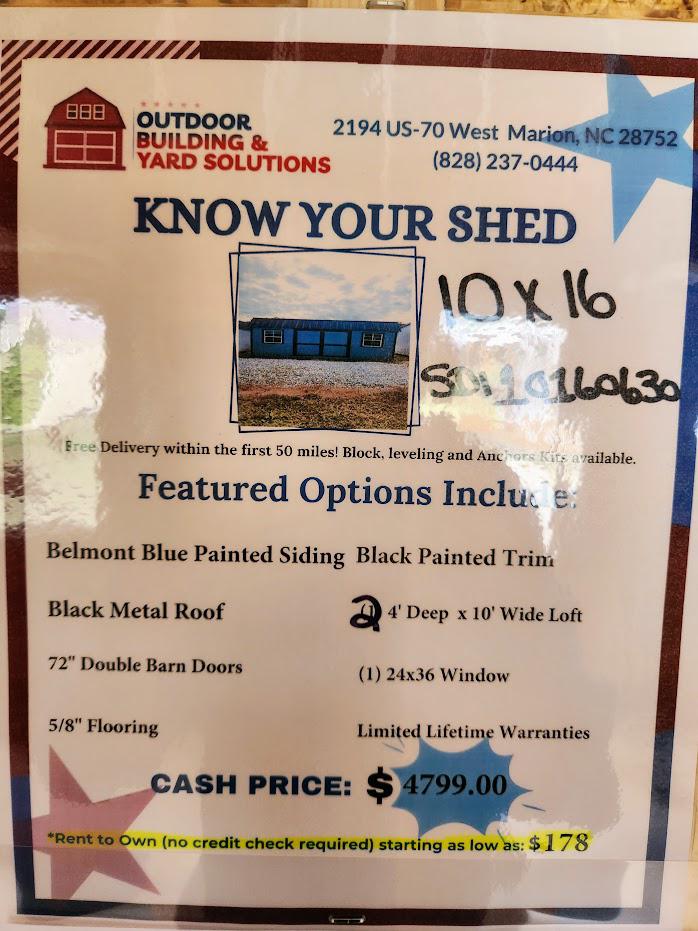 OUTDOOR
BUILDING &
YARD SOLUTIONS
2194 US-70 West Marion, NC 28752
(828) 237-0444
KNOW YOUR SHED
10 X 16
Free Delivery within the first 50 miles! Block, leveling and Anchors Kits available.
Featured Options Include:
Belmont Blue Painted Siding Black Painted Trim
Black Metal Roof
2 4' Deep x 10' Wide Loft
72" Double Barn Doors
(1) 24x36 Window
5/8" Flooring
Limited Lifetime Warranties
CASH PRICE: $ 4799.00
*Rent to Own (no credit check required) starting as low as: $178